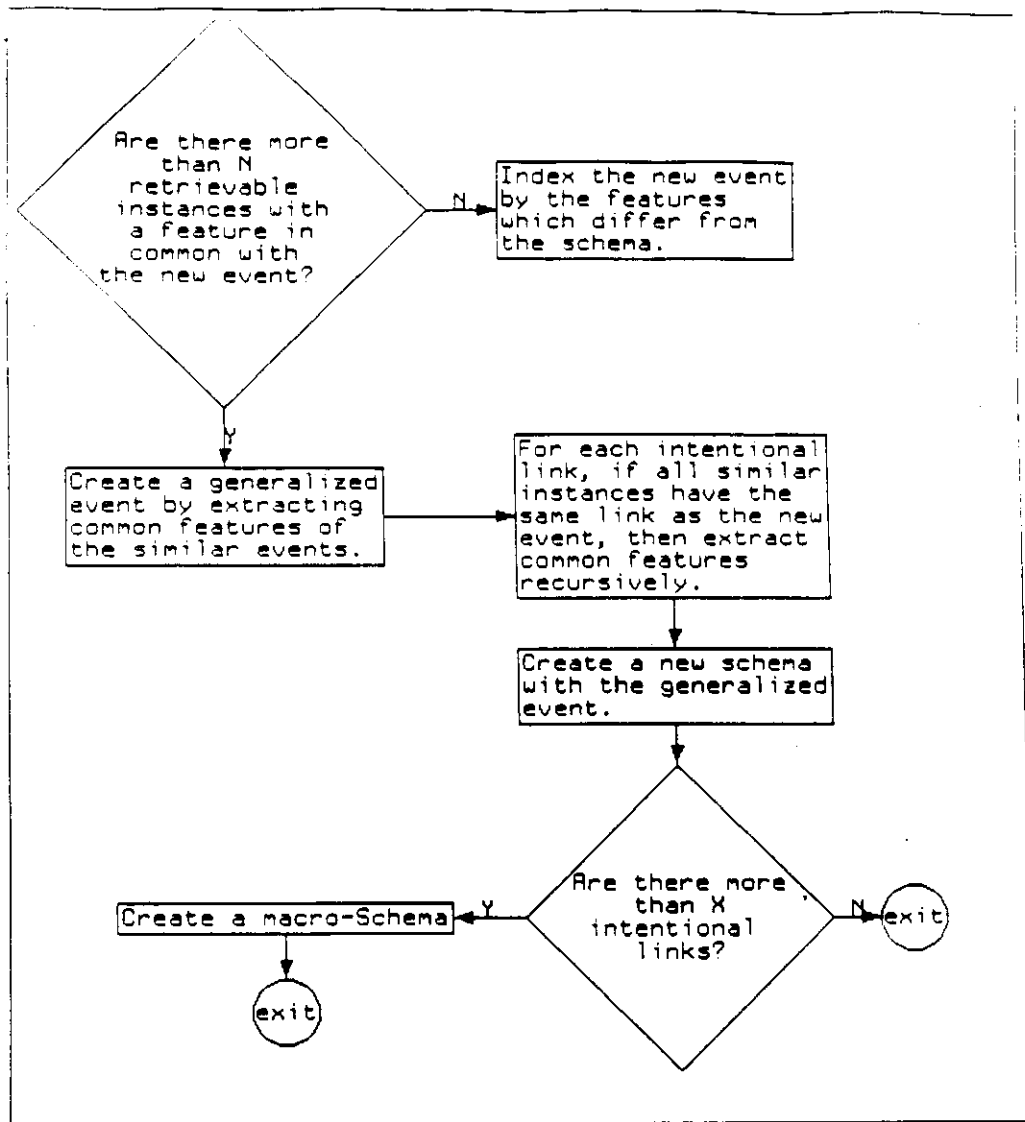 Are there more
than N
retrievable
instances with
a feature in
common with
the new event?
N
Index the new event
by the features
which differ from
the schema.
Y
Create a generalized
event by extracting
common features of
the similar events.
For each intentional
link, if all similar
instances have the
same link as the new
event, then extract
common features
recursively.
Create a new schema
with the generalized
event.
Are there more
than X
intentional
links?
Y
Create a macro-Schema
exit
N
exit